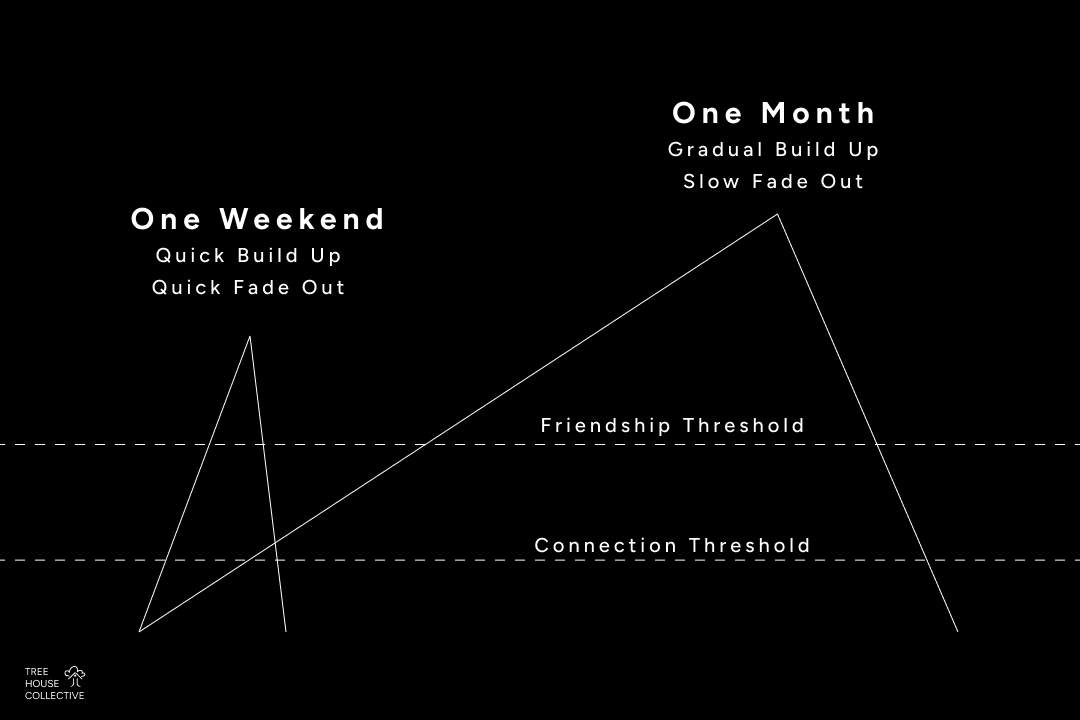 One Month
Gradual Build Up
Slow Fade Out
One Weekend
Quick Build Up
Quick Fade Out
Friendship Threshold
Connection Threshold
TREE
HOUSE
COLLECTIVE